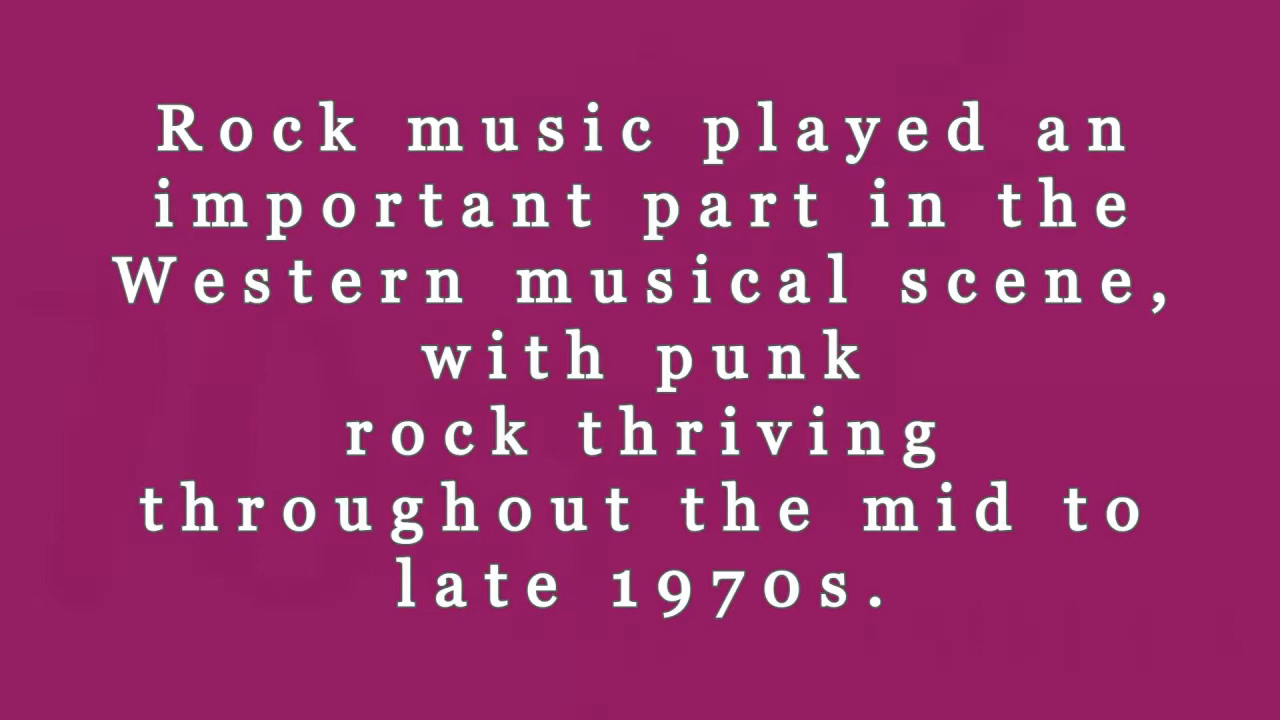 Rock music played an
important part in the
Western musical scene,
with punk
rock thriving
throughout the mid to
late 1970s.